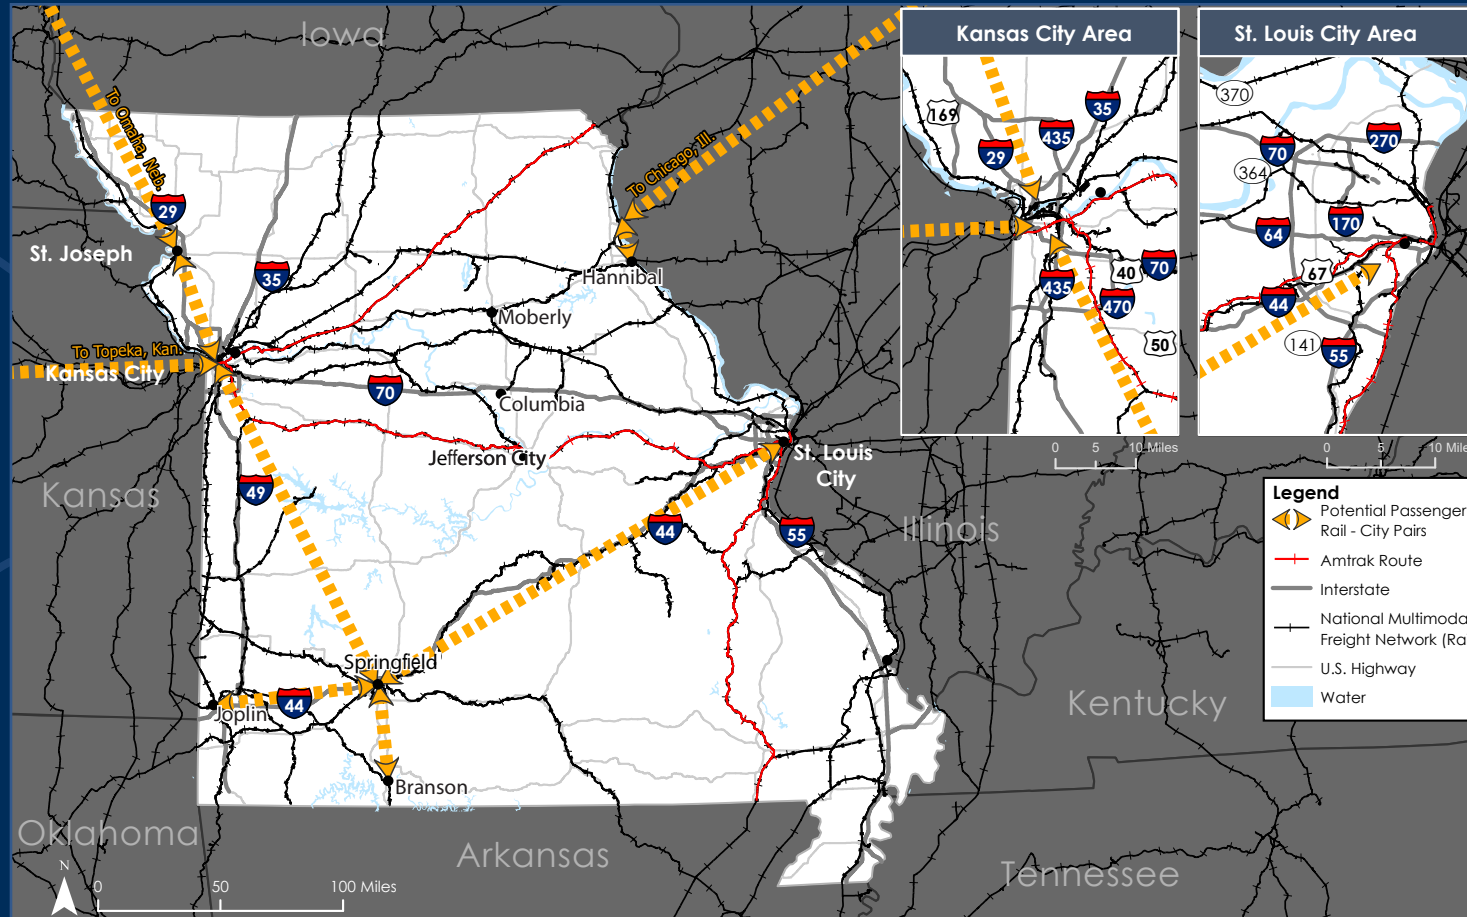 Iowa
To Omaha, Neb.
29
St. Joseph
35
To Chicago, Ill.
Hannibal
Moberly
To Topeka, Kan.
Kansas City
70
Columbia
Jefferson City
St. Louis
City
Kansas
49
44
55
Illinois
Springfield
Joplin
44
Branson
Kentucky
Oklahoma
Arkansas
Tennessee
N
0 50 100 Miles
Kansas City Area
169
35
435
29
435
40
70
470
50
0 5 10 Miles
St. Louis City Area
370
70
270
364
64
170
67
44
141
55
0 5 10 Mile
Legend
Potential Passenger
Rail - City Pairs
Amtrak Route
Interstate
National Multimoda
Freight Network (Ra
U.S. Highway
Water